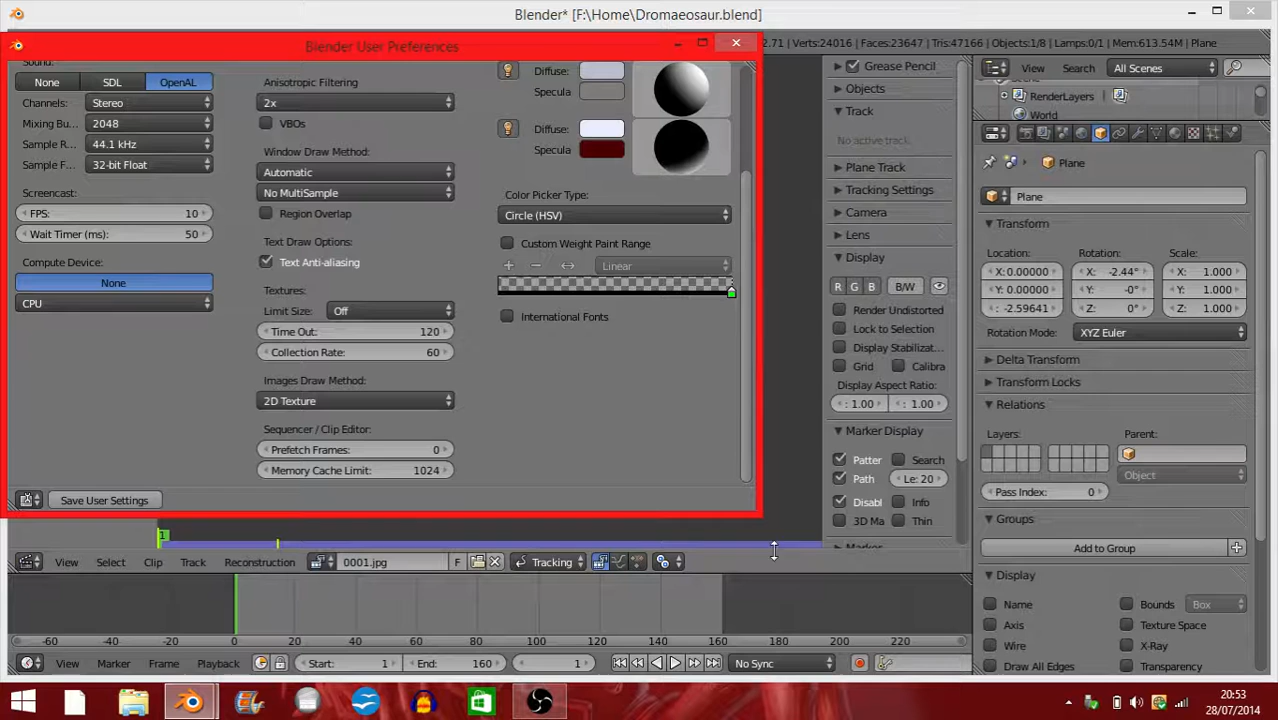 Blender* [F:\Home\Dromaeosaur.blend]
Blender User Preferences
2.71 | Verts:24016 | Faces:23647 | Tris:47166 | Objects:1/8 | Lamps:0/1 | Mem:613.54M | Plane
Sound:
None SDL OpenAL
Channels: Stereo
Mixing Bu... 2048
Sample R... 44.1 kHz
Sample F... 32-bit Float
Screencast:
FPS: 10
Wait Timer (ms): 50
Compute Device:
None
CPU
Anisotropic Filtering
2x
VBOs
Window Draw Method:
Automatic
No MultiSample
Region Overlap
Text Draw Options:
Text Anti-aliasing
Textures:
Limit Size: Off
Time Out: 120
Collection Rate: 60
Images Draw Method:
2D Texture
Sequencer / Clip Editor:
Prefetch Frames: 0
Memory Cache Limit: 1024
Diffuse:
Specula
Diffuse:
Specula
Color Picker Type:
Circle (HSV)
Custom Weight Paint Range
Linear
International Fonts
Save User Settings
Grease Pencil
Objects
Track
No active track
Plane Track
Tracking Settings
Camera
Lens
Display
R G B B/W
Render Undistorted
Lock to Selection
Display Stabilizat...
Grid Calibra
Display Aspect Ratio:
: 1.00 : 1.00
Marker Display
Patter Search
Path Le: 20
Disabl Info
3D Ma Thin
Marker
View Search All Scenes
RenderLayers
World
Plane
Plane
Transform
Location: Rotation: Scale:
X: 0.00000 X: -2.44° X: 1.000
Y: 0.00000 Y: -0° Y: 1.000
: -2.59641 Z: 0° Z: 1.000
Rotation Mode: XYZ Euler
Delta Transform
Transform Locks
Relations
Layers: Parent:
Object
Pass Index: 0
Groups
Add to Group
Display
Name Bounds Box
Axis Texture Space
Wire X-Ray
Draw All Edges Transparency
1
View Select Clip Track Reconstruction 0001.jpg F Tracking
-60 -40 -20 0 20 40 60 80 100 120 140 160 180 200 220
View Marker Frame Playback Start: 1 End: 160 1 No Sync
20:53
28/07/2014